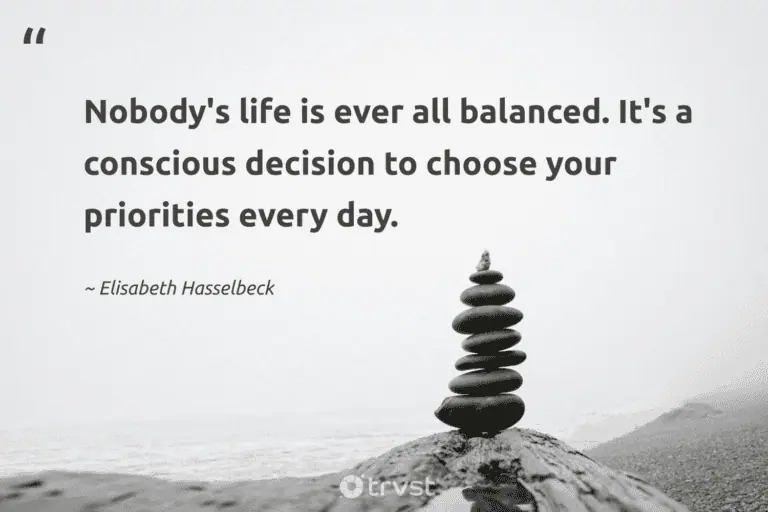 “
Nobody's life is ever all balanced. It's a
conscious decision to choose your
priorities every day.
~ Elisabeth Hasselbeck
trvst